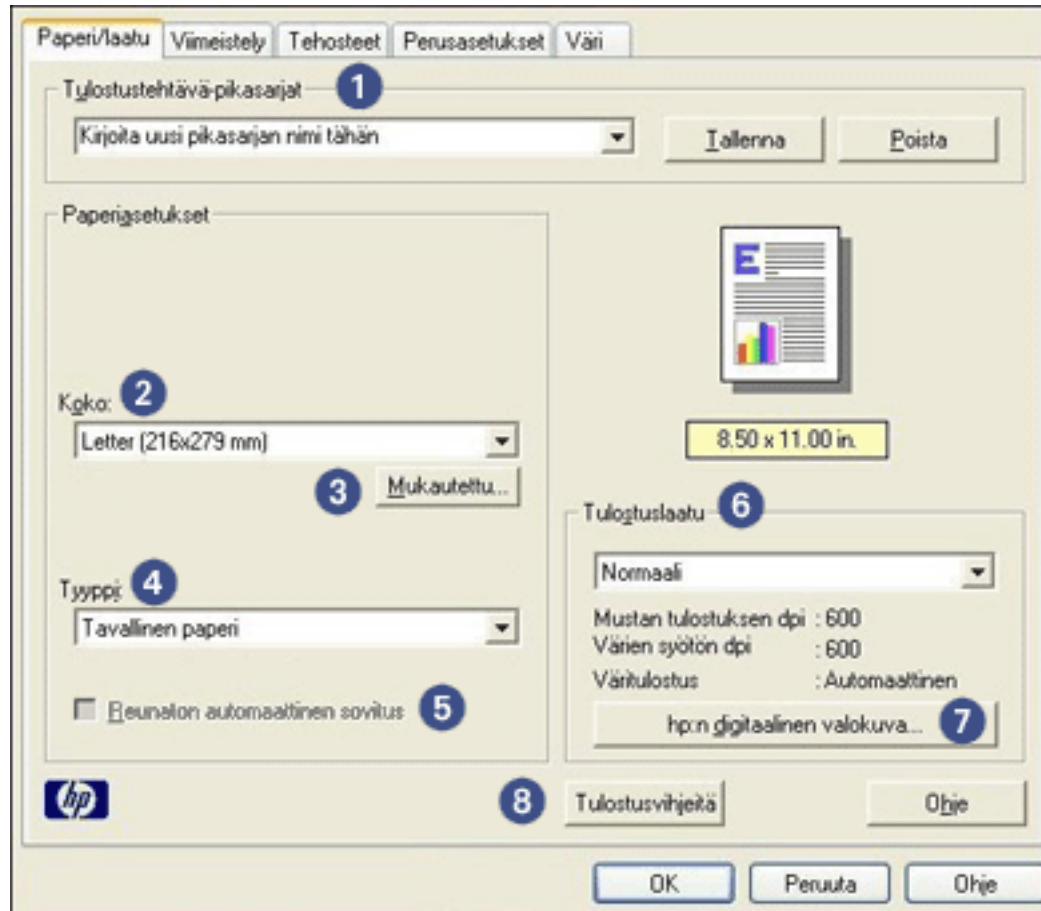 Paperi/laatu Viimeistely Tehosteet Perusasetukset Väri
Tulostustehtävä-pikasarjat 1
Kirjoita uusi pikasarjan nimi tähän Tallenna Poista
Paperiasetukset
E
Koko: 2
Letter (216x279 mm)
8.50 x 11.00 in.
3 Mukautettu...
Tulostuslaatu 6
Normaali
Tyyppi: 4
Tavallinen paperi
Mustan tulostuksen dpi : 600
Värien syötön dpi : 600
Väritulostus : Automaattinen
Reunaton automaattinen sovitus 5
hp:n digitaalinen valokuva... 7
hp
8 Tulostusvihjeitä Ohje
OK Peruuta Ohje